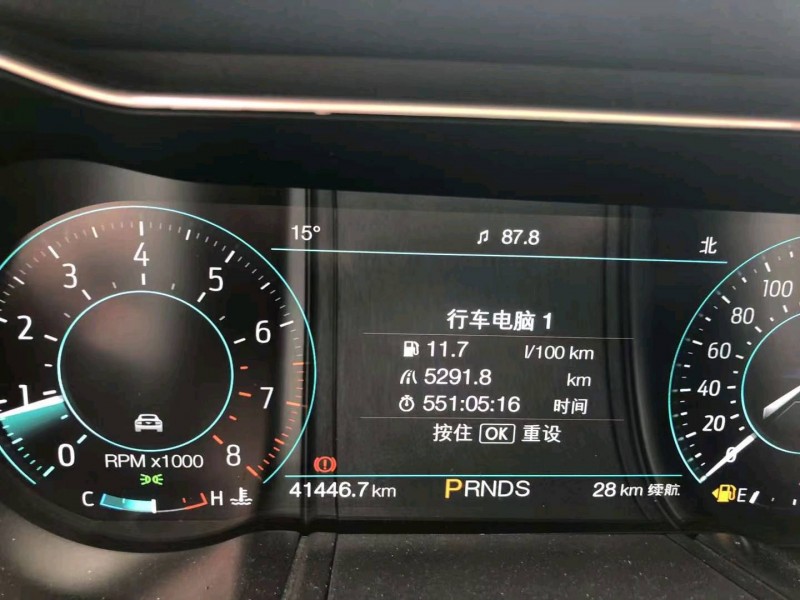 15° 87.8 北
行车电脑 1
11.7 l/100 km
5291.8 km
551:05:16 时间
按住 OK 重设
0 1 2 3 4 5 6 7 8
RPM x1000
C H
41446.7 km PRNDS 28 km 续航
0 20 40 60 80 100
E